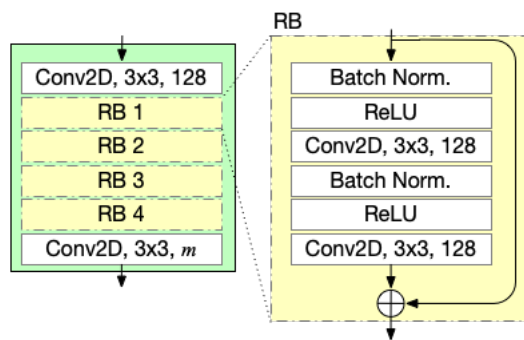 Conv2D, 3x3, 128
RB 1
RB 2
RB 3
RB 4
Conv2D, 3x3, m
RB
Batch Norm.
ReLU
Conv2D, 3x3, 128
Batch Norm.
ReLU
Conv2D, 3x3, 128